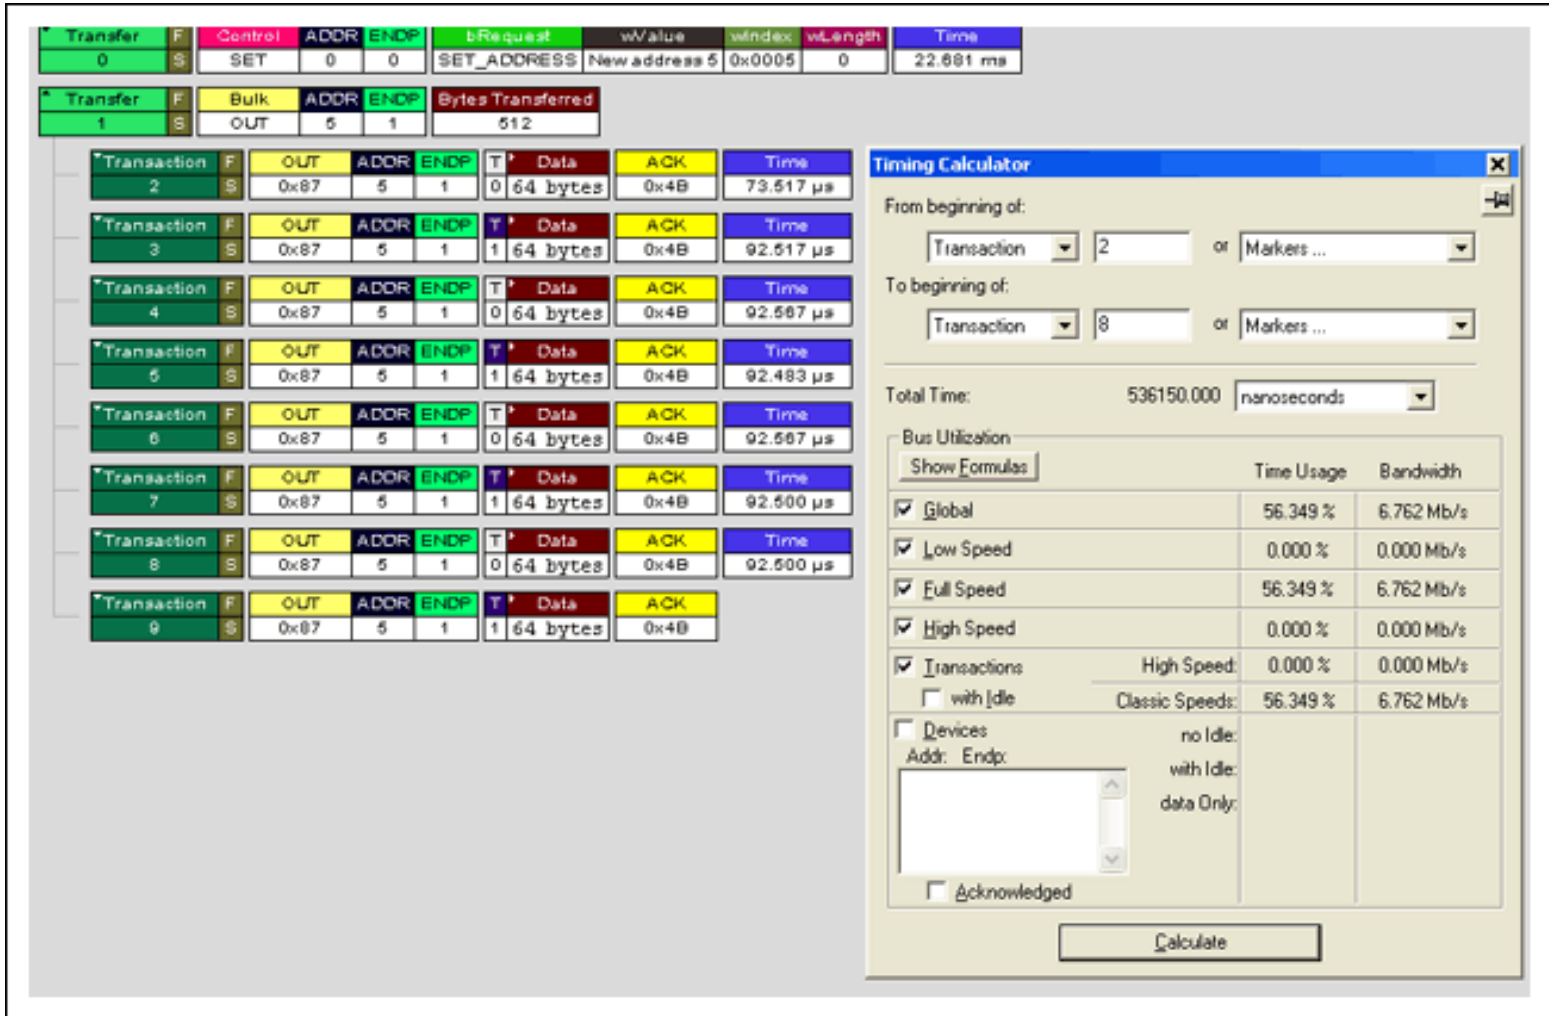 Transfer F Control ADDR ENDP bRequest wValue wIndex wLength Time
0 S SET 0 0 SET_ADDRESS New address 5 0x0005 0 22.681 ms
Transfer F Bulk ADDR ENDP Bytes Transferred
1 S OUT 5 1 512
Transaction F OUT ADDR ENDP T Data ACK Time
2 S 0x87 5 1 0 64 bytes 0x4B 73.517 µs
Transaction F OUT ADDR ENDP T Data ACK Time
3 S 0x87 5 1 1 64 bytes 0x4B 92.517 µs
Transaction F OUT ADDR ENDP T Data ACK Time
4 S 0x87 5 1 0 64 bytes 0x4B 92.567 µs
Transaction F OUT ADDR ENDP T Data ACK Time
5 S 0x87 5 1 1 64 bytes 0x4B 92.483 µs
Transaction F OUT ADDR ENDP T Data ACK Time
6 S 0x87 5 1 0 64 bytes 0x4B 92.567 µs
Transaction F OUT ADDR ENDP T Data ACK Time
7 S 0x87 5 1 1 64 bytes 0x4B 92.500 µs
Transaction F OUT ADDR ENDP T Data ACK Time
8 S 0x87 5 1 0 64 bytes 0x4B 92.500 µs
Transaction F OUT ADDR ENDP T Data ACK
9 S 0x87 5 1 1 64 bytes 0x4B
Timing Calculator
From beginning of:
Transaction 2 or Markers ...
To beginning of:
Transaction 8 or Markers ...
Total Time: 536150.000 nanoseconds
Bus Utilization
Show Formulas Time Usage Bandwidth
Global 56.349 % 6.762 Mb/s
Low Speed 0.000 % 0.000 Mb/s
Full Speed 56.349 % 6.762 Mb/s
High Speed 0.000 % 0.000 Mb/s
Transactions High Speed: 0.000 % 0.000 Mb/s
with Idle Classic Speeds: 56.349 % 6.762 Mb/s
Devices no Idle:
Addr: Endp:
with Idle:
data Only:
Acknowledged
Calculate